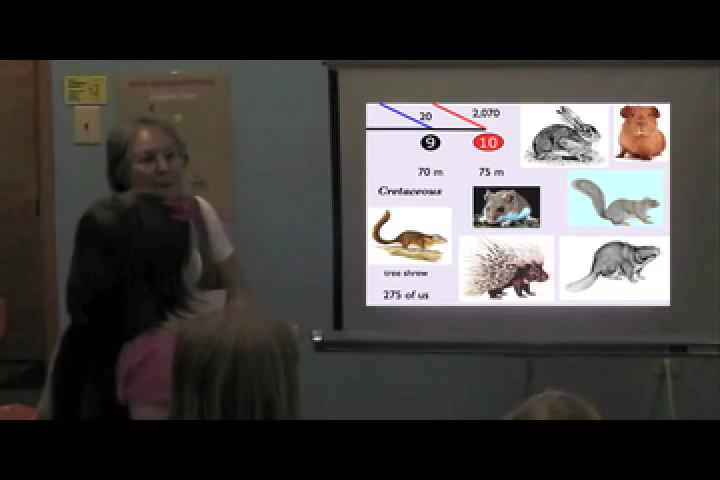 20
2,070
9
10
70 m
75 m
Cretaceous
tree shrew
275 of us